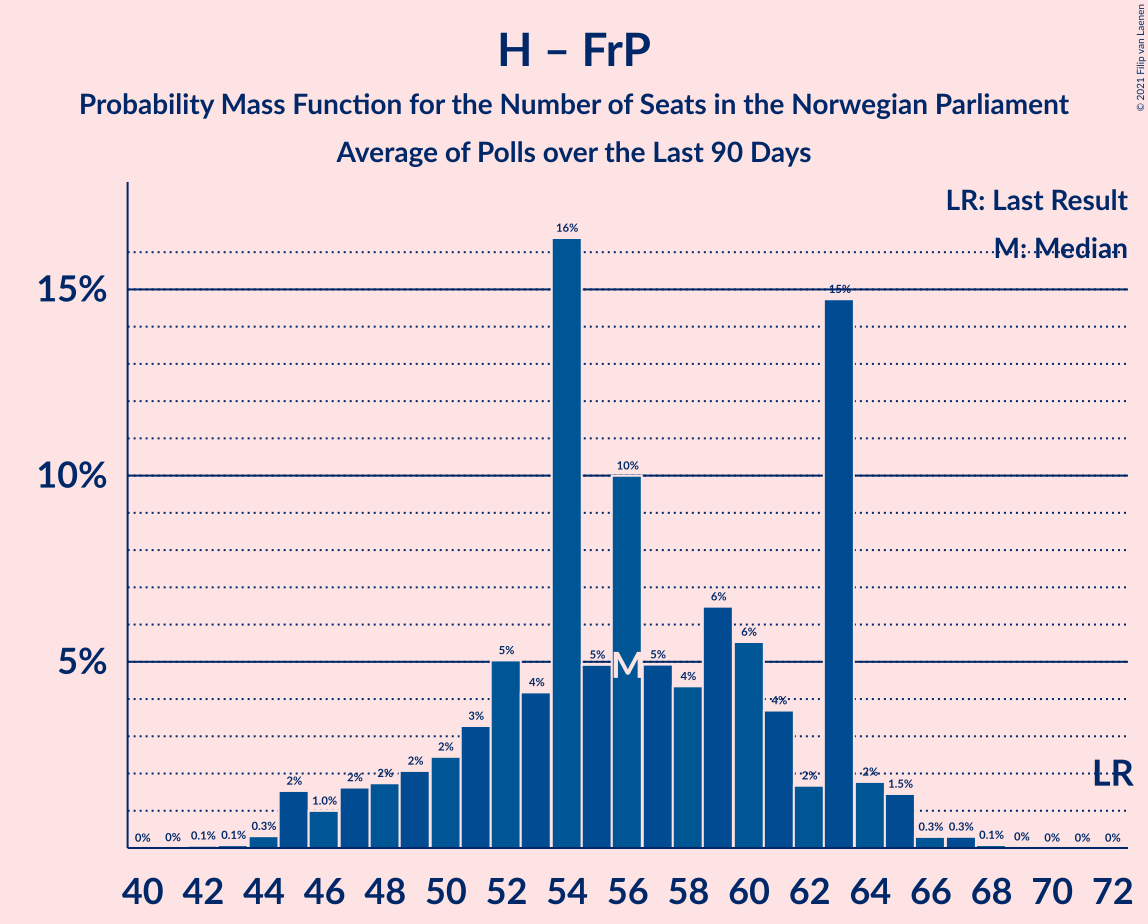 H – FrP
Probability Mass Function for the Number of Seats in the Norwegian Parliament
Average of Polls over the Last 90 Days
© 2021 Filip van Laenen
LR: Last Result
M: Median
15%
10%
5%
0% 0% 0.1% 0.1% 0.3% 2% 1.0% 2% 2% 2% 2% 3% 5% 4% 16% 5% 10% 5% 4% 6% 6% 4% 2% 15% 2% 1.5% 0.3% 0.3% 0.1% 0% 0% 0% 0%
M
LR
40 42 44 46 48 50 52 54 56 58 60 62 64 66 68 70 72